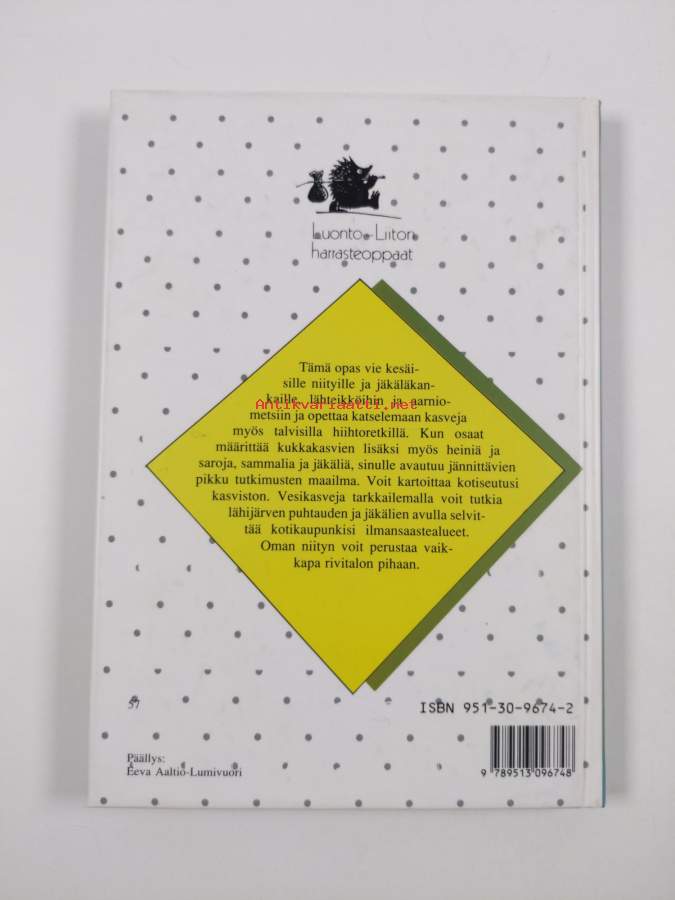 Luonto-Liiton
harrasteoppaat
Tämä opas vie kesäi-
sille niityille ja jäkäläkan-
kaille, lähteikköihin ja aarnio-
Antikvariaatti.net
metsiin ja opettaa katselemaan kasveja
myös talvisilla hiihtoretkillä. Kun osaat
määrittää kukkakasvien lisäksi myös heiniä ja
saroja, sammalia ja jäkäliä, sinulle avautuu jännittävien
pikku tutkimusten maailma. Voit kartoittaa kotiseutusi
kasviston. Vesikasveja tarkkailemalla voit tutkia
lähijärven puhtauden ja jäkälien avulla selvit-
tää kotikaupunkisi ilmansaastealueet.
Oman niityn voit perustaa vaik-
kapa rivitalon pihaan.
57
ISBN 951-30-9674-2
Päällys:
Eeva Aaltio-Lumivuori
9 789513 096748